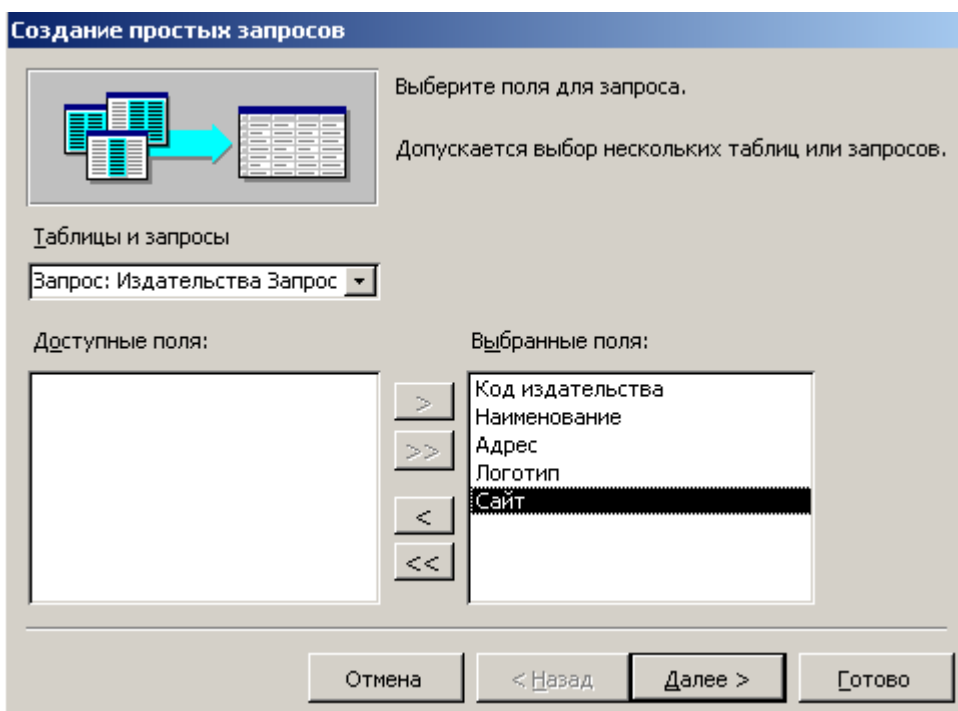 Создание простых запросов
Выберите поля для запроса.
Допускается выбор нескольких таблиц или запросов.
Таблицы и запросы
Запрос: Издательства Запрос
Доступные поля:
Выбранные поля:
Код издательства
Наименование
Адрес
Логотип
Сайт
>
>>
<
<<
Отмена
< Назад
Далее >
Готово